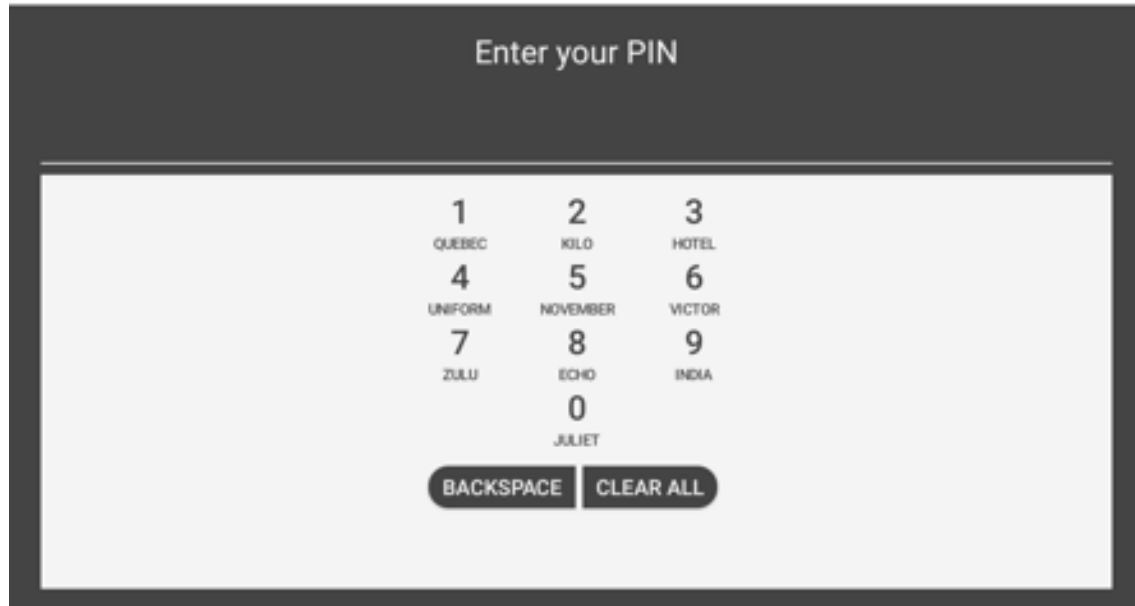 Enter your PIN
1 2 3
QUEBEC KILO HOTEL
4 5 6
UNIFORM NOVEMBER VICTOR
7 8 9
ZULU ECHO INDIA
0
JULIET
BACKSPACE CLEAR ALL